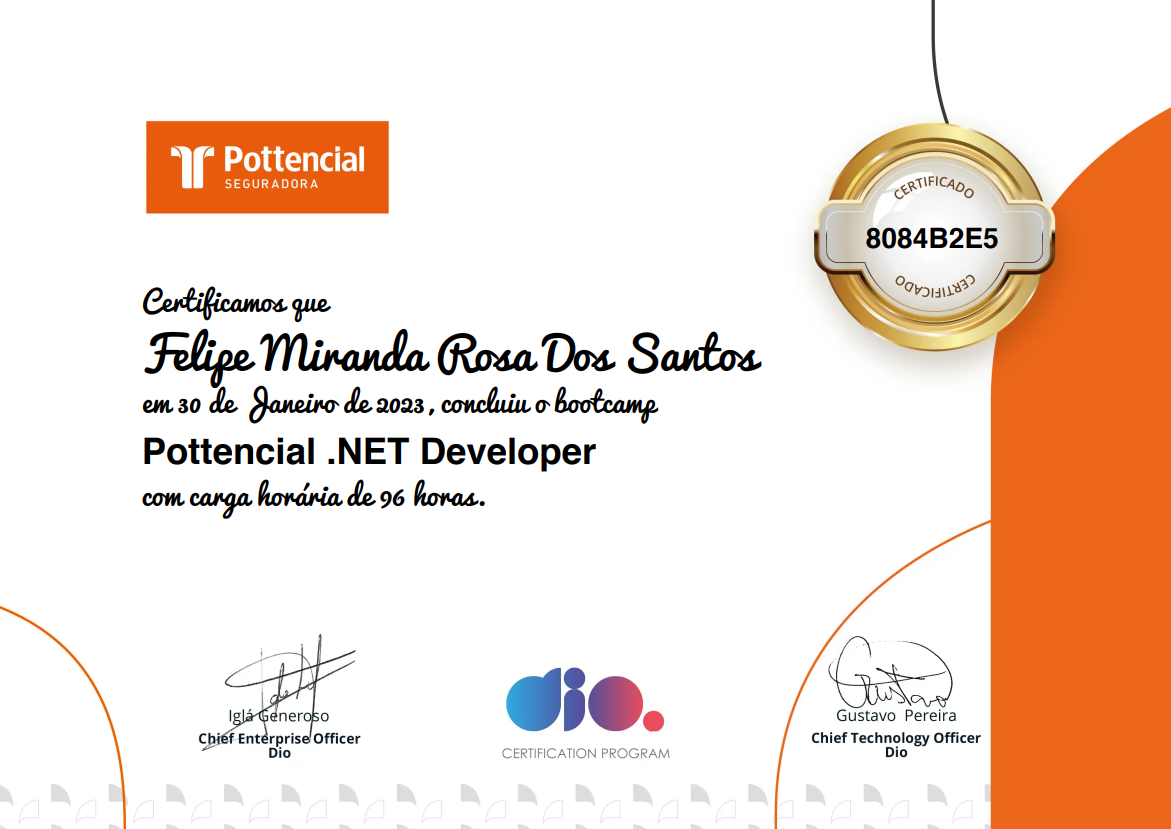 Pottencial
SEGURADORA
CERTIFICADO
8084B2E5
CERTIFICADO
Certificamos que
Felipe Miranda Rosa Dos Santos
em 30 de Janeiro de 2023, concluiu o bootcamp
Pottencial .NET Developer
com carga horária de 96 horas.
Iglá Generoso
Chief Enterprise Officer
Dio
dio.
CERTIFICATION PROGRAM
Gustavo
Gustavo Pereira
Chief Technology Officer
Dio